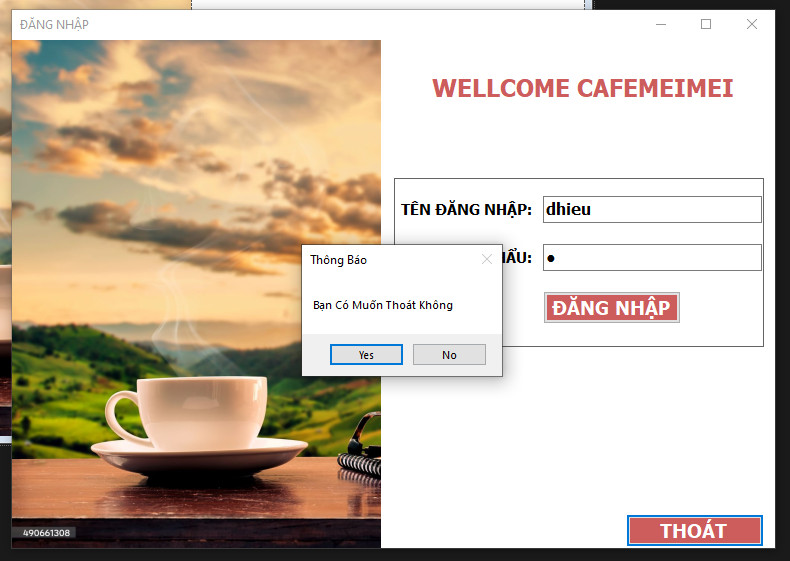 ĐĂNG NHẬP
WELLCOME CAFEMEIMEI
TÊN ĐĂNG NHẬP: dhieu
ẨU: ●
ĐĂNG NHẬP
Thông Báo
Bạn Có Muốn Thoát Không
Yes No
THOÁT
490661308